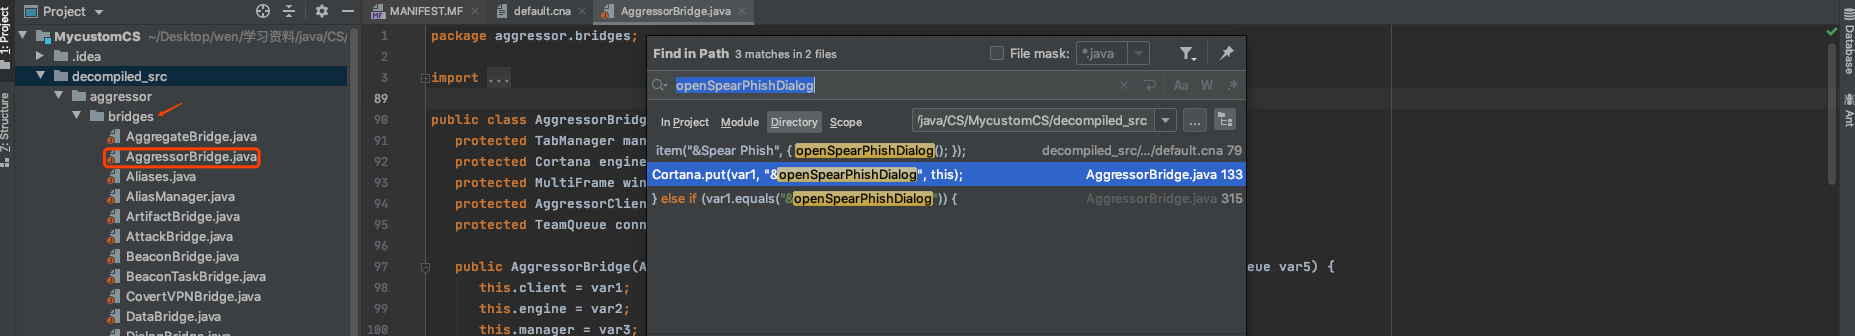 Project
MANIFEST.MF
default.cna
AggressorBridge.java
1: Project
7: Structure
MycustomCS ~/Desktop/wen/学习资料/java/CS/
.idea
decompiled_src
aggressor
bridges
AggregateBridge.java
AggressorBridge.java
Aliases.java
AliasManager.java
ArtifactBridge.java
AttackBridge.java
BeaconBridge.java
BeaconTaskBridge.java
CovertVPNBridge.java
DataBridge.java
1 package aggressor.bridges;
2
3 import ...
89
90 public class AggressorBridg
91 protected TabManager man
92 protected Cortana engine
93 protected MultiFrame win
94 protected AggressorClien
95 protected TeamQueue conn
96
97 public AggressorBridge(A
eue var5) {
98 this.client = var1;
99 this.engine = var2;
100 this.manager = var3;
Find in Path 3 matches in 2 files
File mask: *.java
openSpearPhishDialog
Aa W .*
In Project Module Directory Scope /java/CS/MycustomCS/decompiled_src ...
item("&Spear Phish", { openSpearPhishDialog(); }); decompiled_src/.../default.cna 79
Cortana.put(var1, "&openSpearPhishDialog", this); AggressorBridge.java 133
} else if (var1.equals("&openSpearPhishDialog")) { AggressorBridge.java 315
Database
Ant